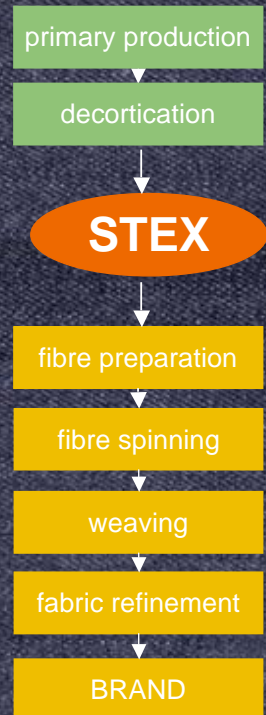 primary production
decortication
STEX
fibre preparation
fibre spinning
weaving
fabric refinement
BRAND